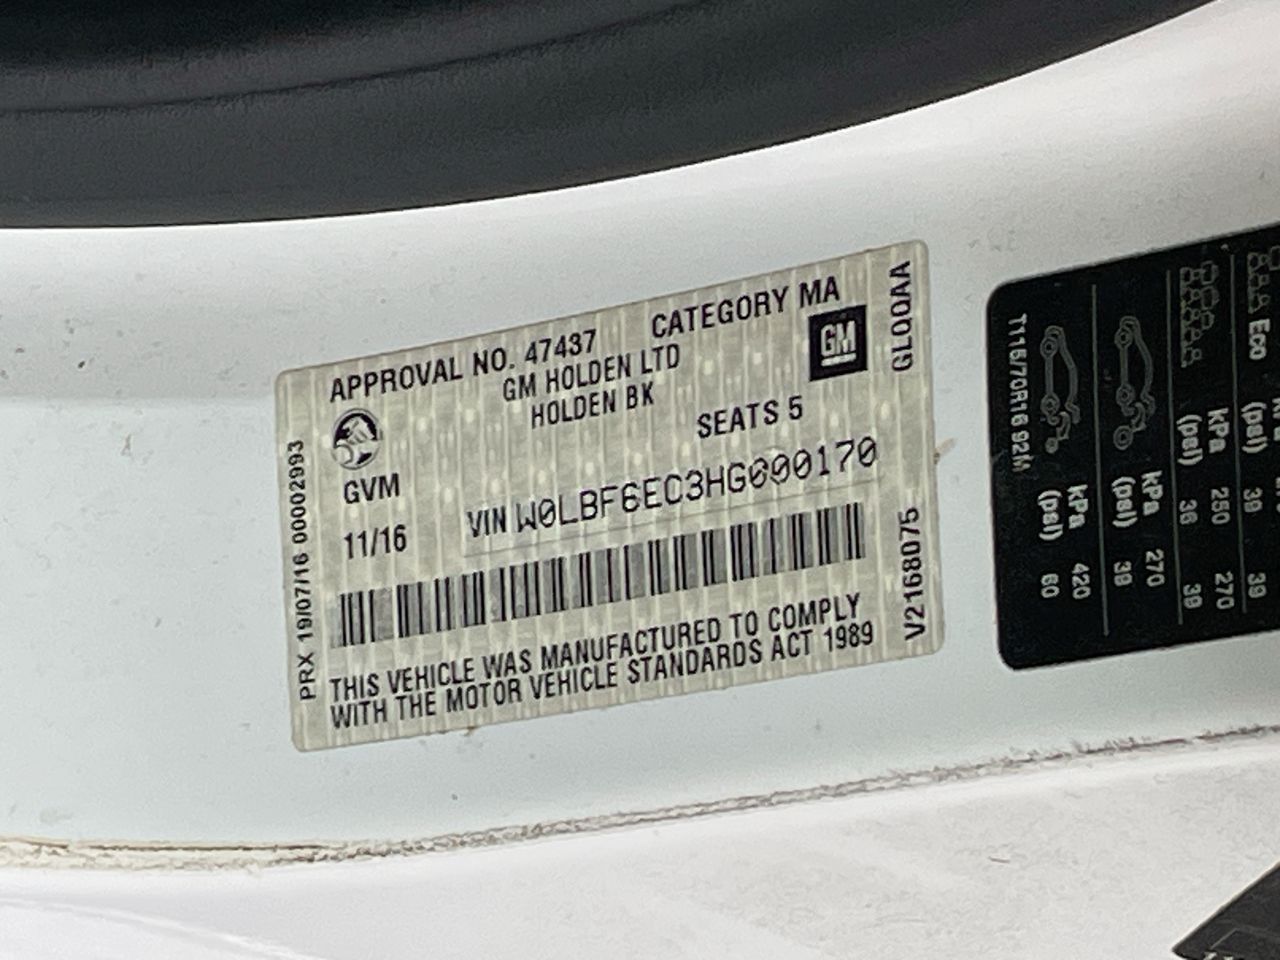 APPROVAL NO. 47437 CATEGORY MA
GM HOLDEN LTD
HOLDEN BK
GM
GVM
SEATS 5
11/16
VIN W0LBF6EC3HG000170
THIS VEHICLE WAS MANUFACTURED TO COMPLY
WITH THE MOTOR VEHICLE STANDARDS ACT 1989
PRX 19/07/16 00002993
GLQQAA
V2168075
T115/70R16 92M
kPa 420
(psi) 60
kPa 270
(psi) 39
kPa 250 270
(psi) 36 39
Eco
(psi) 39 39